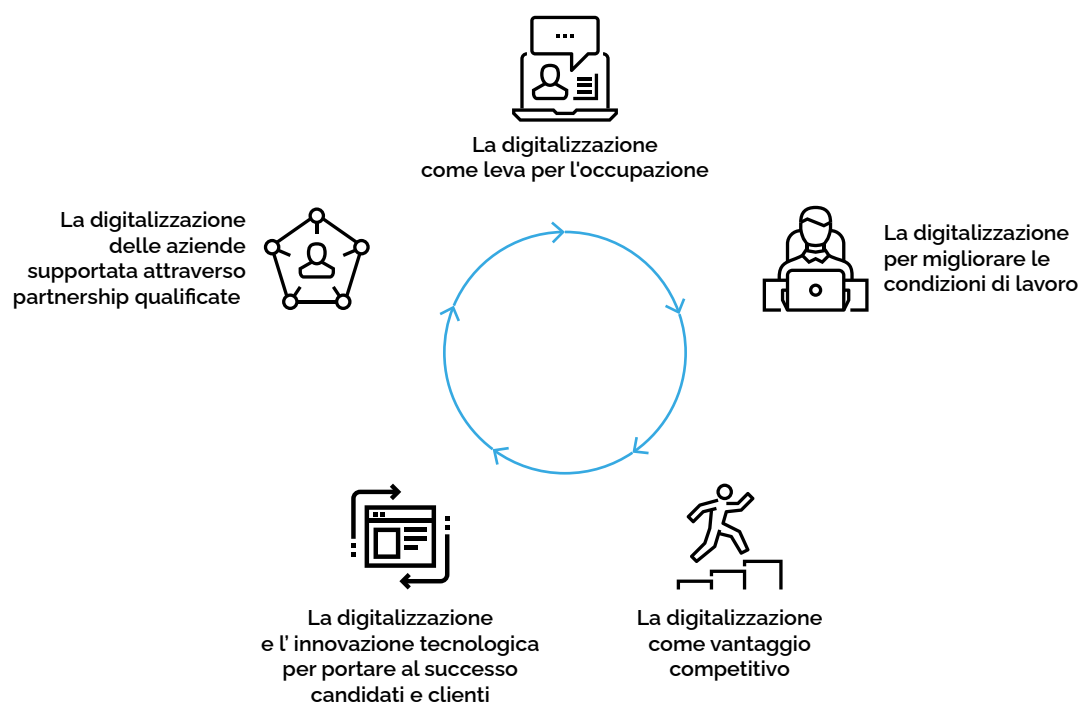 La digitalizzazione
come leva per l'occupazione
La digitalizzazione
per migliorare le
condizioni di lavoro
La digitalizzazione
come vantaggio
competitivo
La digitalizzazione
e l’ innovazione tecnologica
per portare al successo
candidati e clienti
La digitalizzazione
delle aziende
supportata attraverso
partnership qualificate